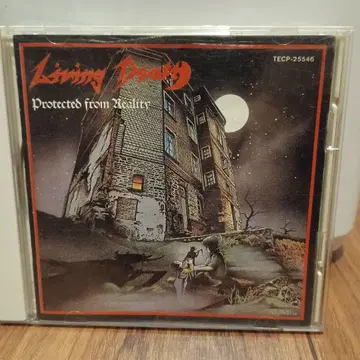 Living Death
TECP-25546
Protected from Reality